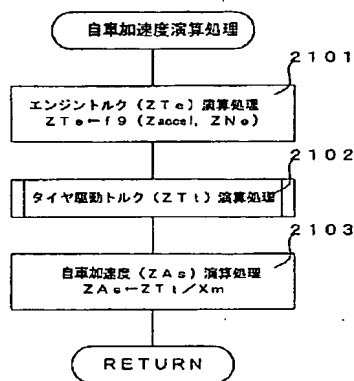 自車加速度演算処理
2101
エンジントルク(ZTe)演算処理
ZTe←f9(Zaccel, ZNe)
2102
タイヤ駆動トルク(ZTt)演算処理
2103
自車加速度(ZAs)演算処理
ZAs←ZTt/Xm
RETURN